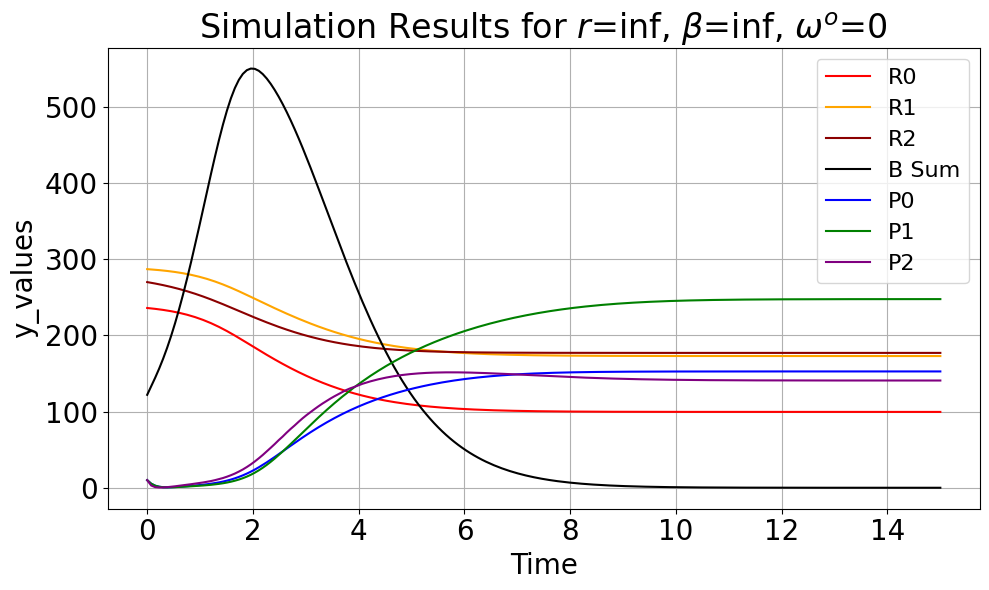 Simulation Results for r=inf, β=inf, ωᵒ=0
y_values
500
400
300
200
100
0
0 2 4 6 8 10 12 14
Time
R0
R1
R2
B Sum
P0
P1
P2